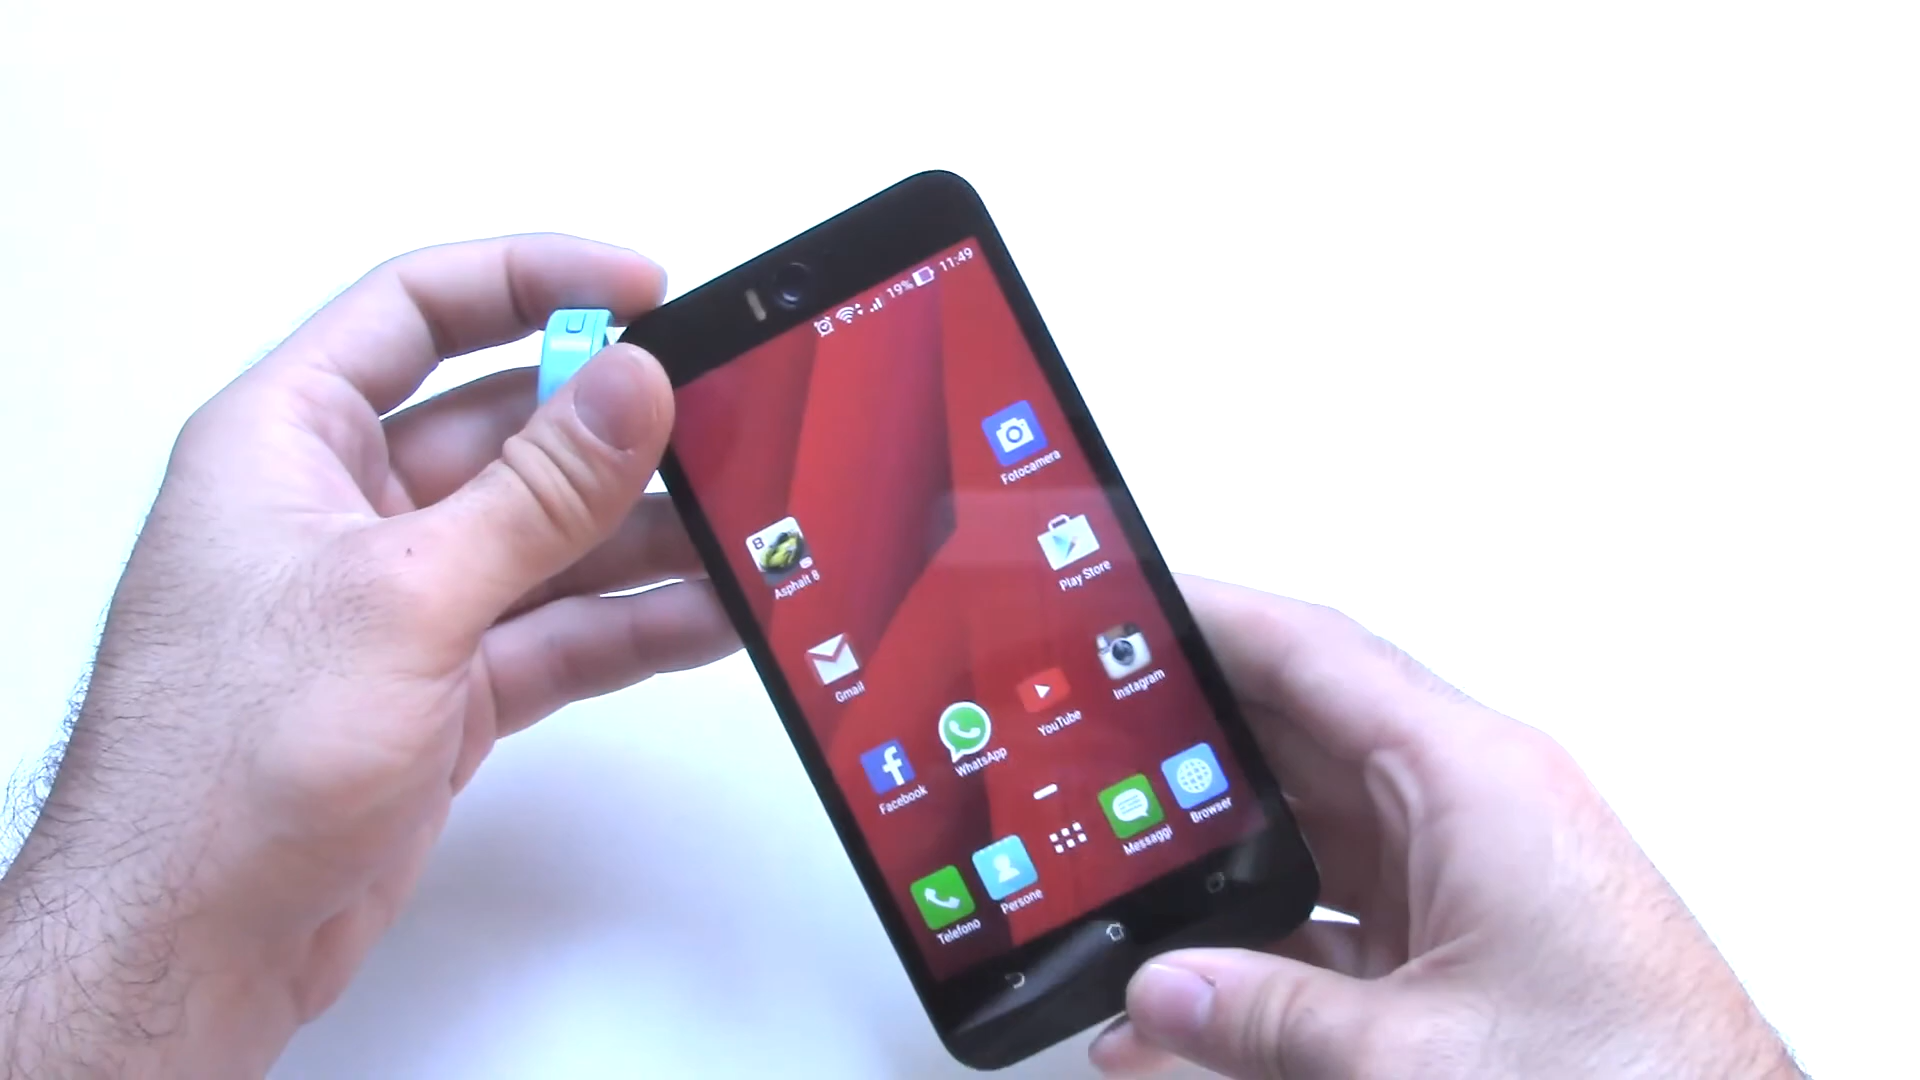 19% 11:49
Fotocamera
B
Asphalt 8
Play Store
Gmail
Instagram
Facebook
WhatsApp
YouTube
Telefono
Persone
Messaggi
Browser